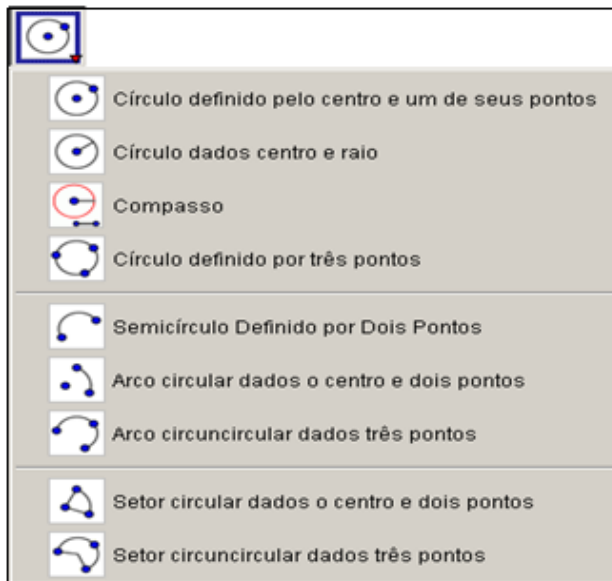 Círculo definido pelo centro e um de seus pontos
Círculo dados centro e raio
Compasso
Círculo definido por três pontos
Semicírculo Definido por Dois Pontos
Arco circular dados o centro e dois pontos
Arco circuncircular dados três pontos
Setor circular dados o centro e dois pontos
Setor circuncircular dados três pontos